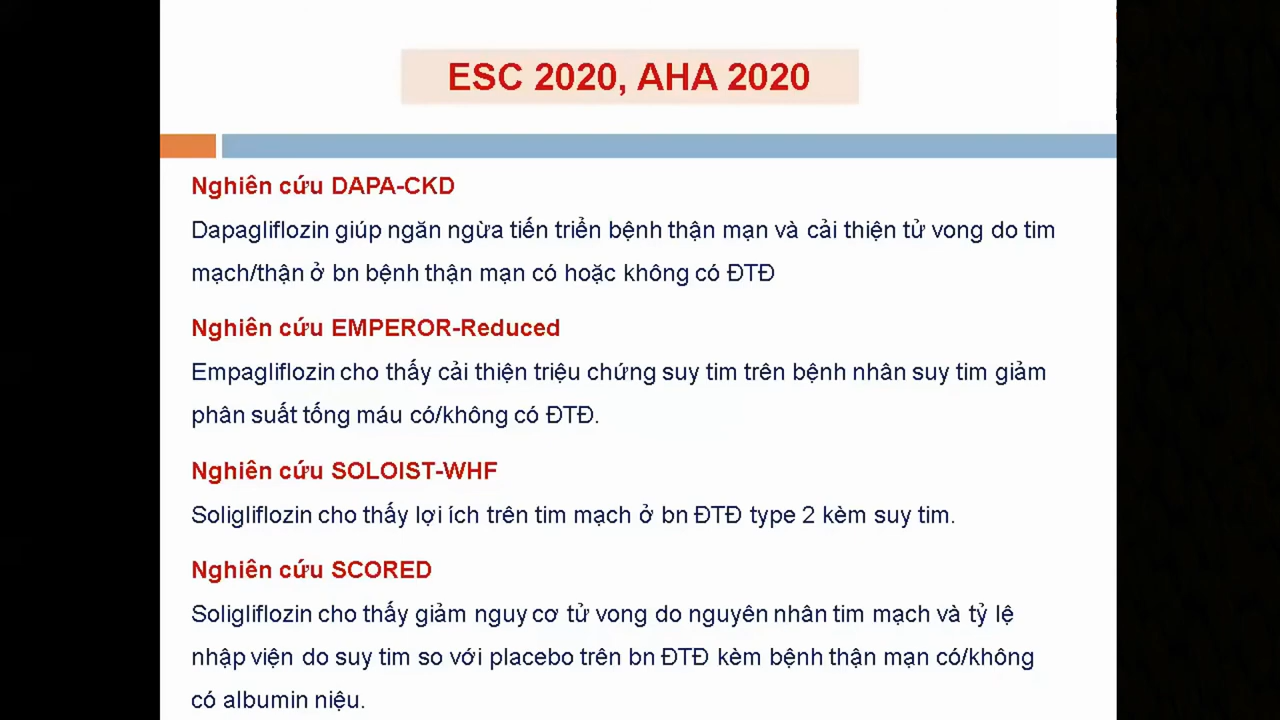 ESC 2020, AHA 2020
Nghiên cứu DAPA-CKD
Dapagliflozin giúp ngăn ngừa tiến triển bệnh thận mạn và cải thiện tử vong do tim
mạch/thận ở bn bệnh thận mạn có hoặc không có ĐTĐ
Nghiên cứu EMPEROR-Reduced
Empagliflozin cho thấy cải thiện triệu chứng suy tim trên bệnh nhân suy tim giảm
phân suất tống máu có/không có ĐTĐ.
Nghiên cứu SOLOIST-WHF
Soligliflozin cho thấy lợi ích trên tim mạch ở bn ĐTĐ type 2 kèm suy tim.
Nghiên cứu SCORED
Soligliflozin cho thấy giảm nguy cơ tử vong do nguyên nhân tim mạch và tỷ lệ
nhập viện do suy tim so với placebo trên bn ĐTĐ kèm bệnh thận mạn có/không
có albumin niệu.